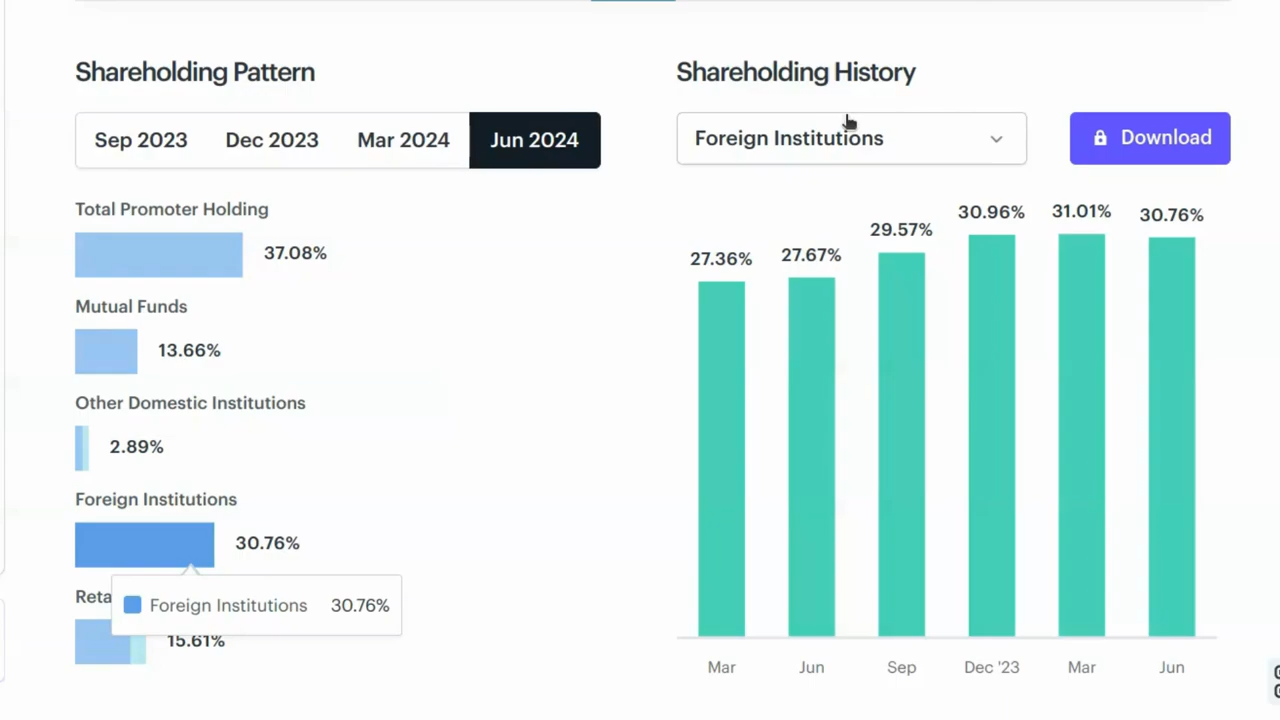 Shareholding Pattern
Sep 2023 Dec 2023 Mar 2024 Jun 2024
Total Promoter Holding
37.08%
Mutual Funds
13.66%
Other Domestic Institutions
2.89%
Foreign Institutions
30.76%
Foreign Institutions 30.76%
Reta
15.61%
Shareholding History
Foreign Institutions
Download
27.36% 27.67% 29.57% 30.96% 31.01% 30.76%
Mar Jun Sep Dec '23 Mar Jun